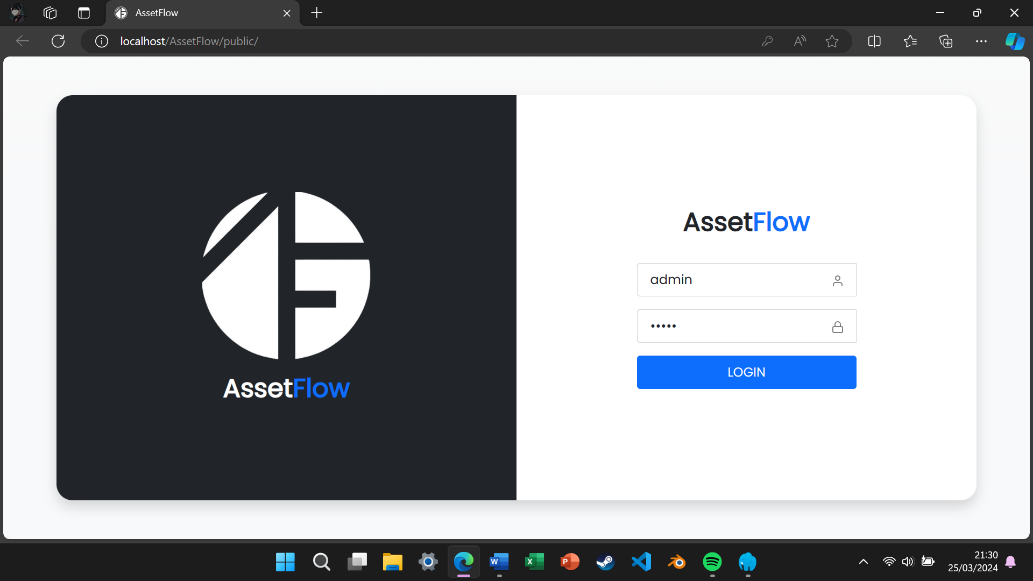 AssetFlow
localhost/AssetFlow/public/
AssetFlow
AssetFlow
admin
•••••
LOGIN
21:30
25/03/2024